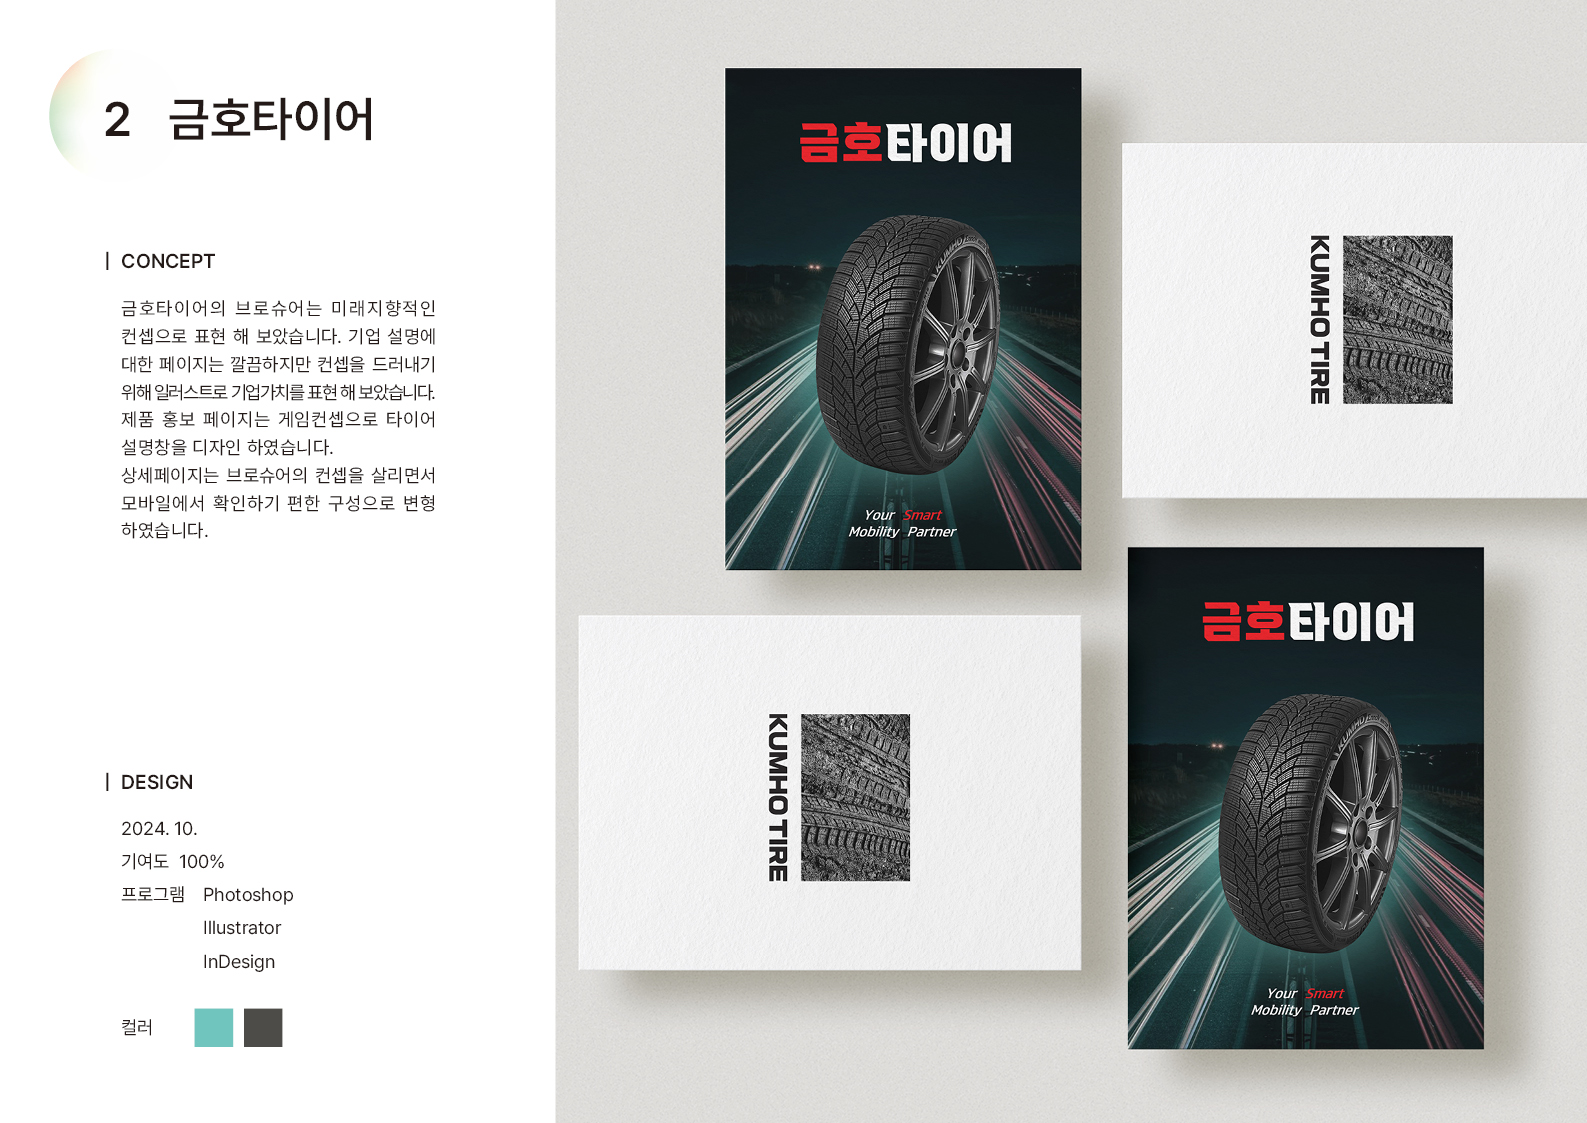 2 금호타이어
CONCEPT
금호타이어의 브로슈어는 미래지향적인
컨셉으로 표현 해 보았습니다. 기업 설명에
대한 페이지는 깔끔하지만 컨셉을 드러내기
위해 일러스트로 기업가치를 표현 해 보았습니다.
제품 홍보 페이지는 게임컨셉으로 타이어
설명창을 디자인 하였습니다.
상세페이지는 브로슈어의 컨셉을 살리면서
모바일에서 확인하기 편한 구성으로 변형
하였습니다.
DESIGN
2024. 10.
기여도 100%
프로그램 Photoshop
Illustrator
InDesign
컬러
금호타이어
KUMHO
Your Smart
Mobility Partner
KUMHO TIRE
KUMHO TIRE
금호타이어
KUMHO
Your Smart
Mobility Partner